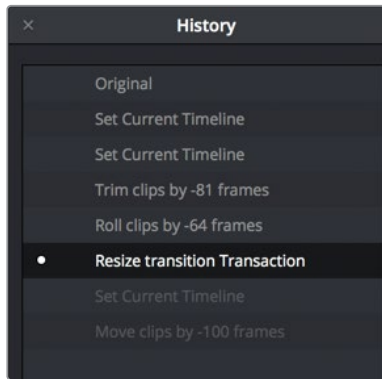 History
Original
Set Current Timeline
Set Current Timeline
Trim clips by -81 frames
Roll clips by -64 frames
Resize transition Transaction
Set Current Timeline
Move clips by -100 frames